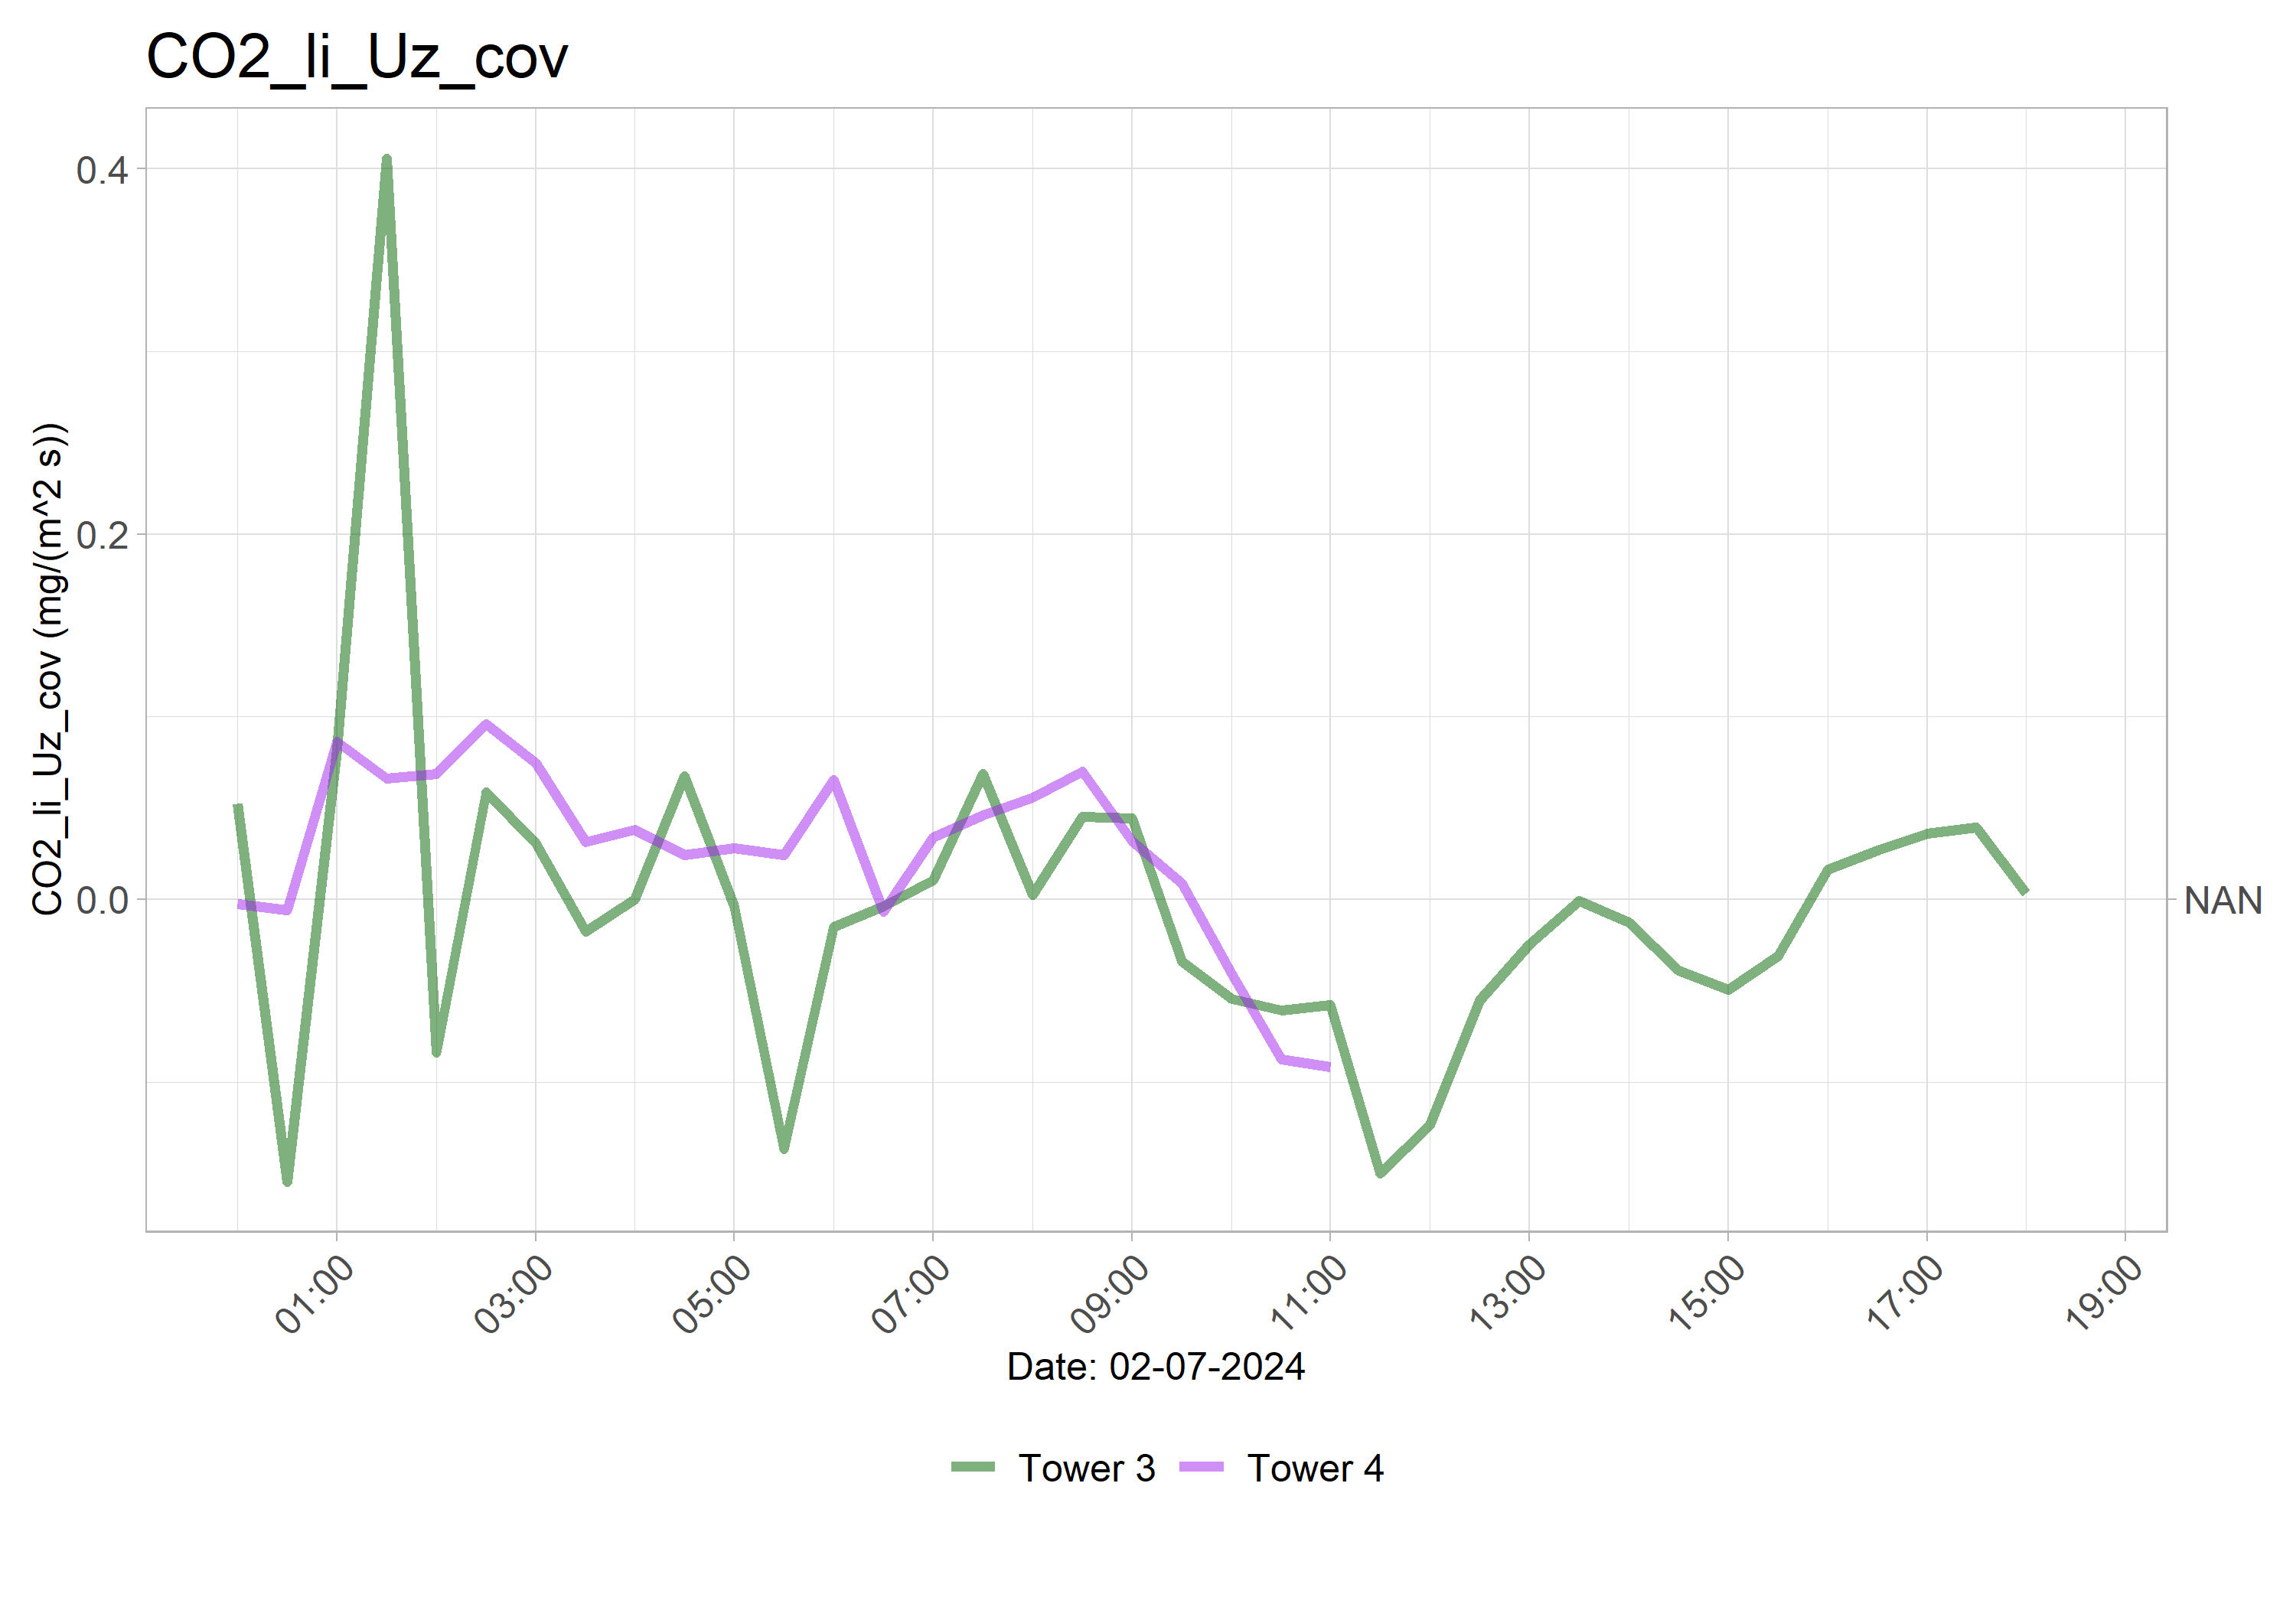 CO2_li_Uz_cov
CO2_li_Uz_cov (mg/(m^2 s))
0.4
0.2
0.0
NAN
01:00 03:00 05:00 07:00 09:00 11:00 13:00 15:00 17:00 19:00
Date: 02-07-2024
Tower 3 Tower 4